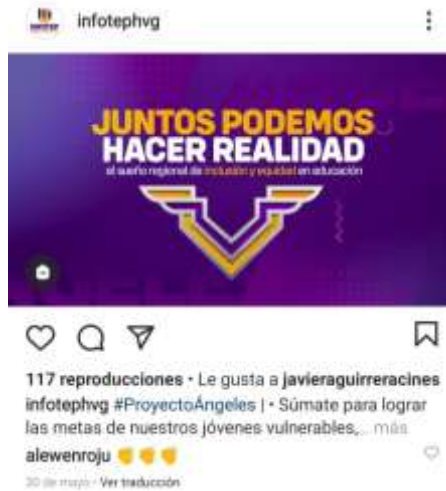 infotephvg
JUNTOS PODEMOS
HACER REALIDAD
el sueño regional de inclusión y equidad en educación
117 reproducciones • Le gusta a javieraguirreracines
infotephvg #ProyectoÁngeles | • Súmate para lograr
las metas de nuestros jóvenes vulnerables,... más
alewenroju
20 de mayo • Ver traducción